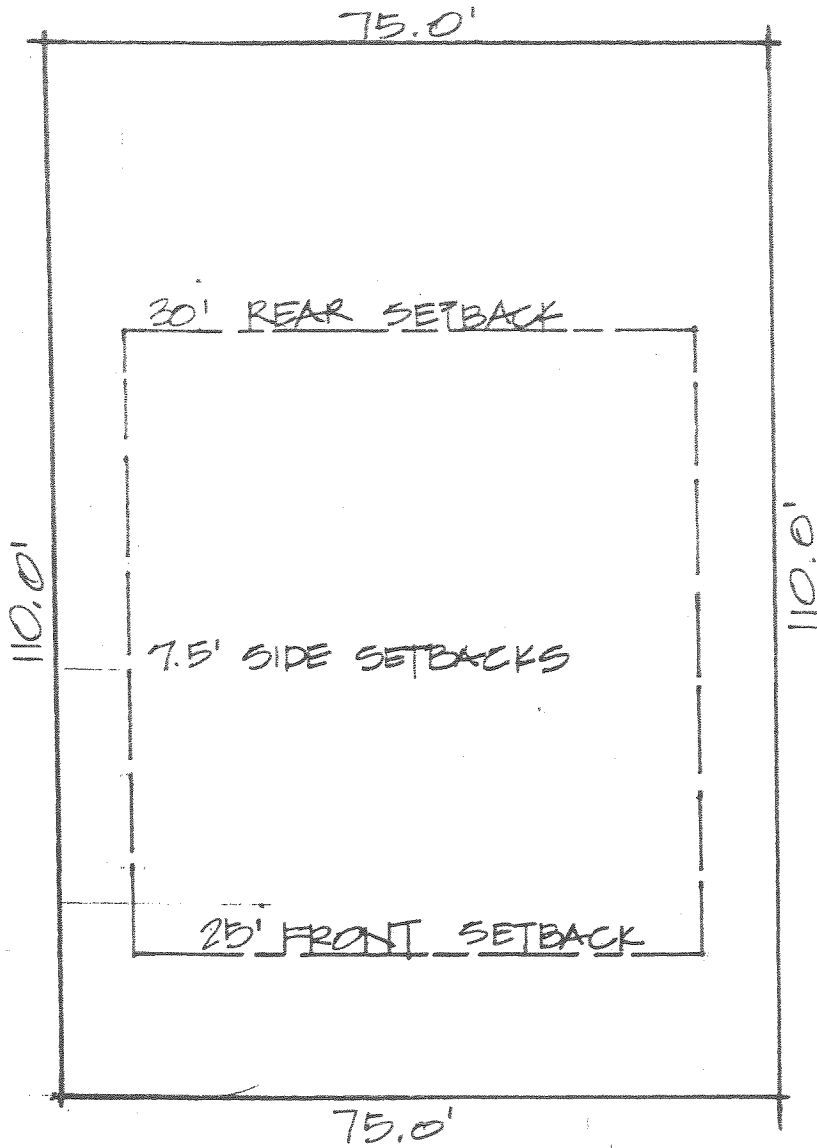 75.0'
30' REAR SETBACK
110.0'
110.0'
7.5' SIDE SETBACKS
25' FRONT SETBACK
75.0'